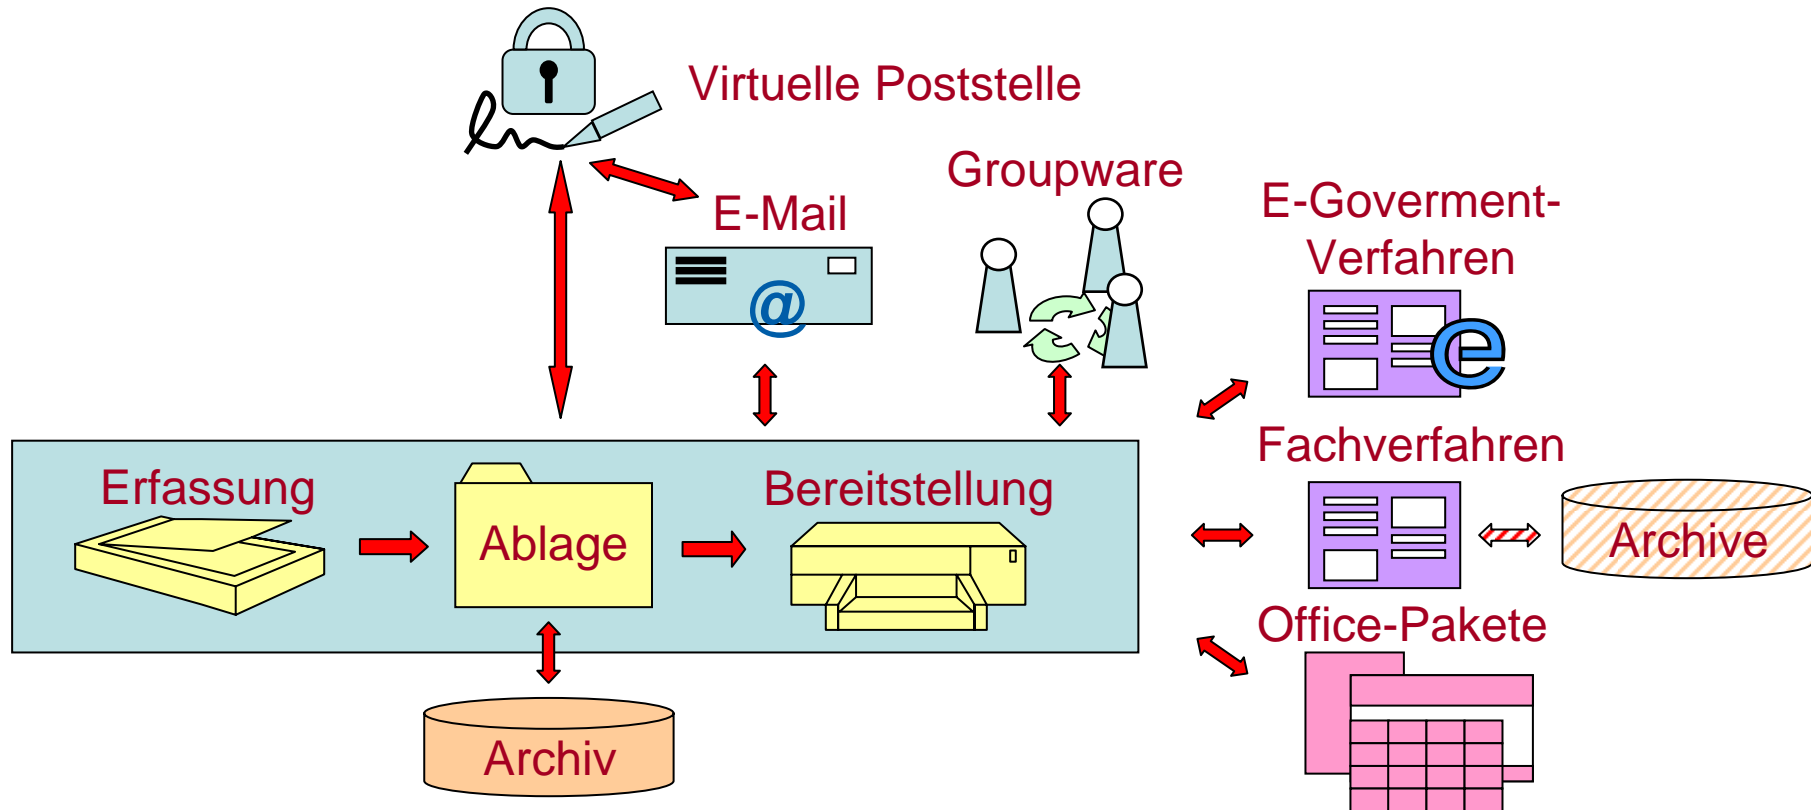 Virtuelle Poststelle
Groupware
E-Mail
E-Goverment-
Verfahren
@
e
Fachverfahren
Erfassung
Ablage
Bereitstellung
Archive
Office-Pakete
Archiv